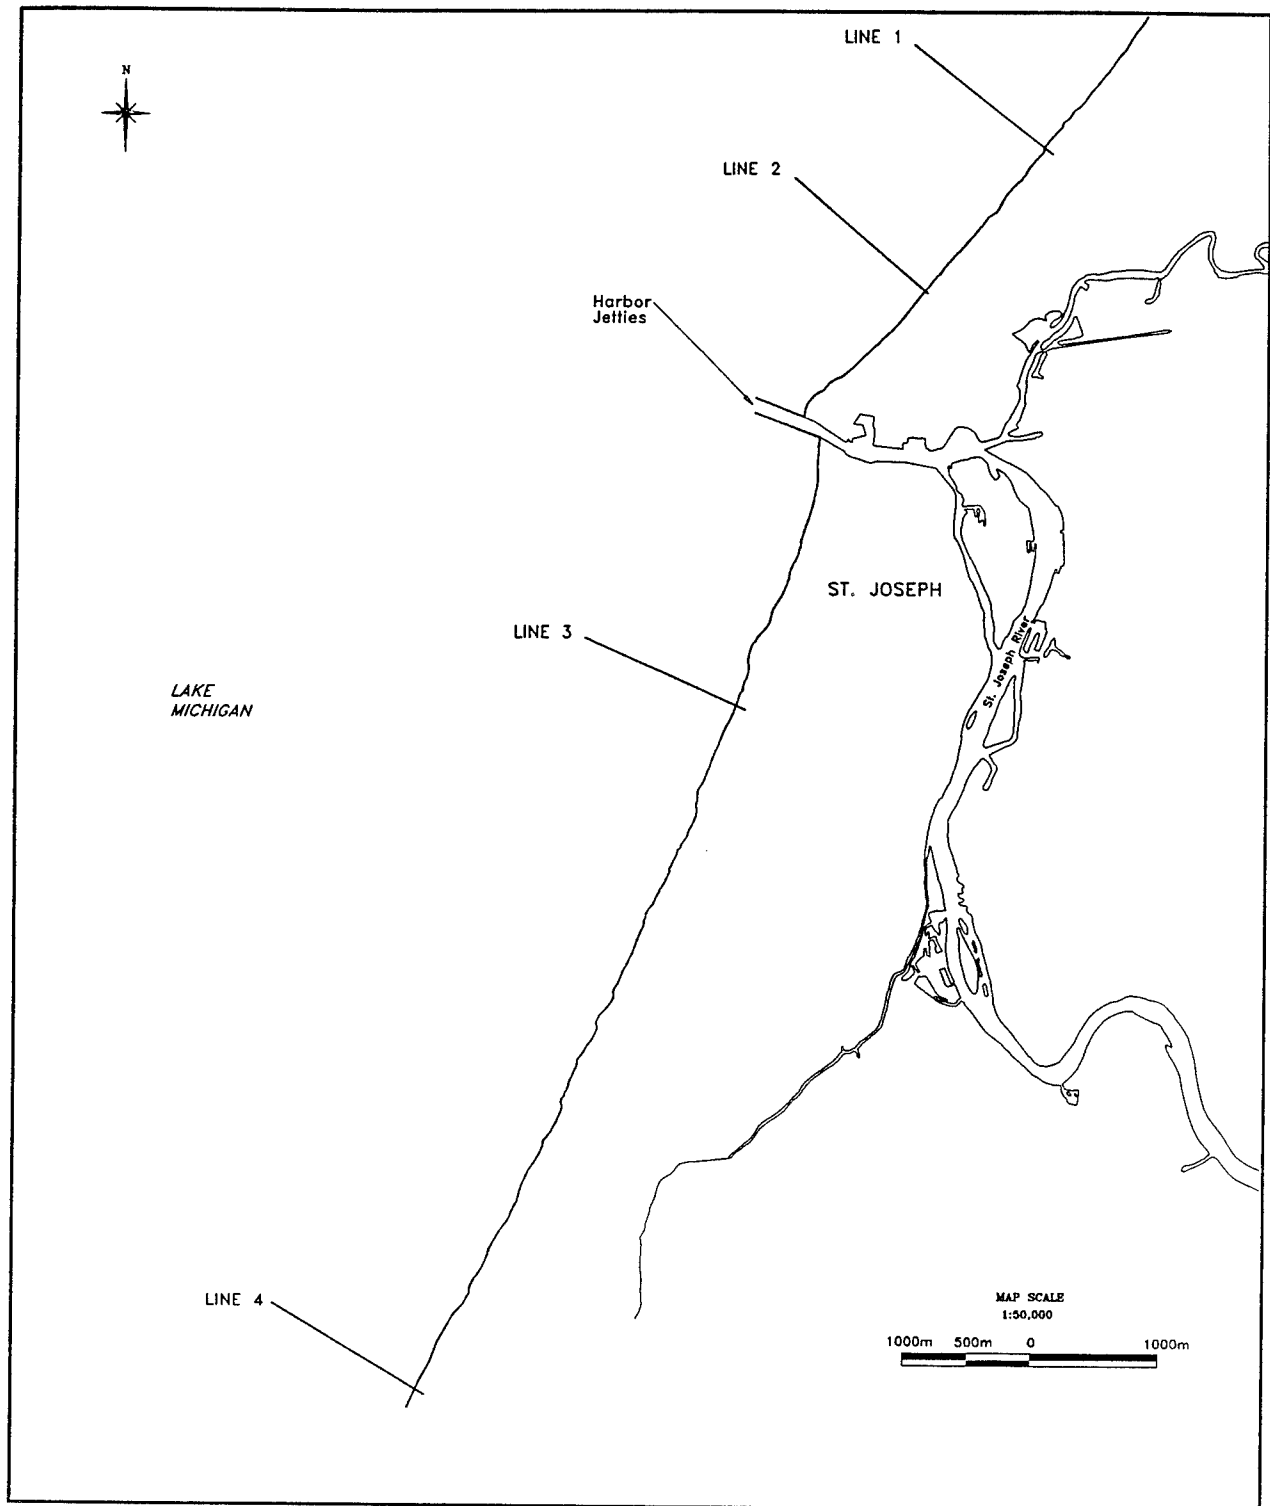 LINE 1
N
LINE 2
Harbor
Jetties
ST. JOSEPH
LINE 3
St. Joseph River
LAKE
MICHIGAN
LINE 4
MAP SCALE
1:50,000
1000m 500m 0 1000m